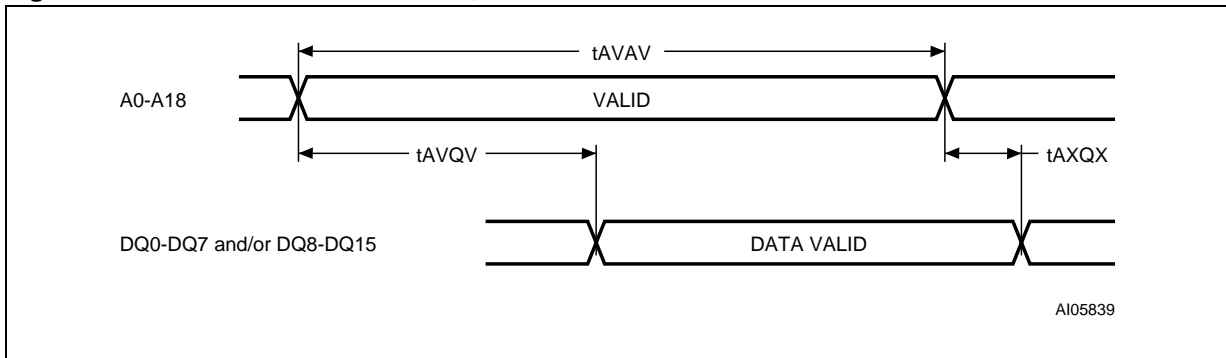 tAVAV
A0-A18
VALID
tAVQV
tAXQX
DQ0-DQ7 and/or DQ8-DQ15
DATA VALID
AI05839